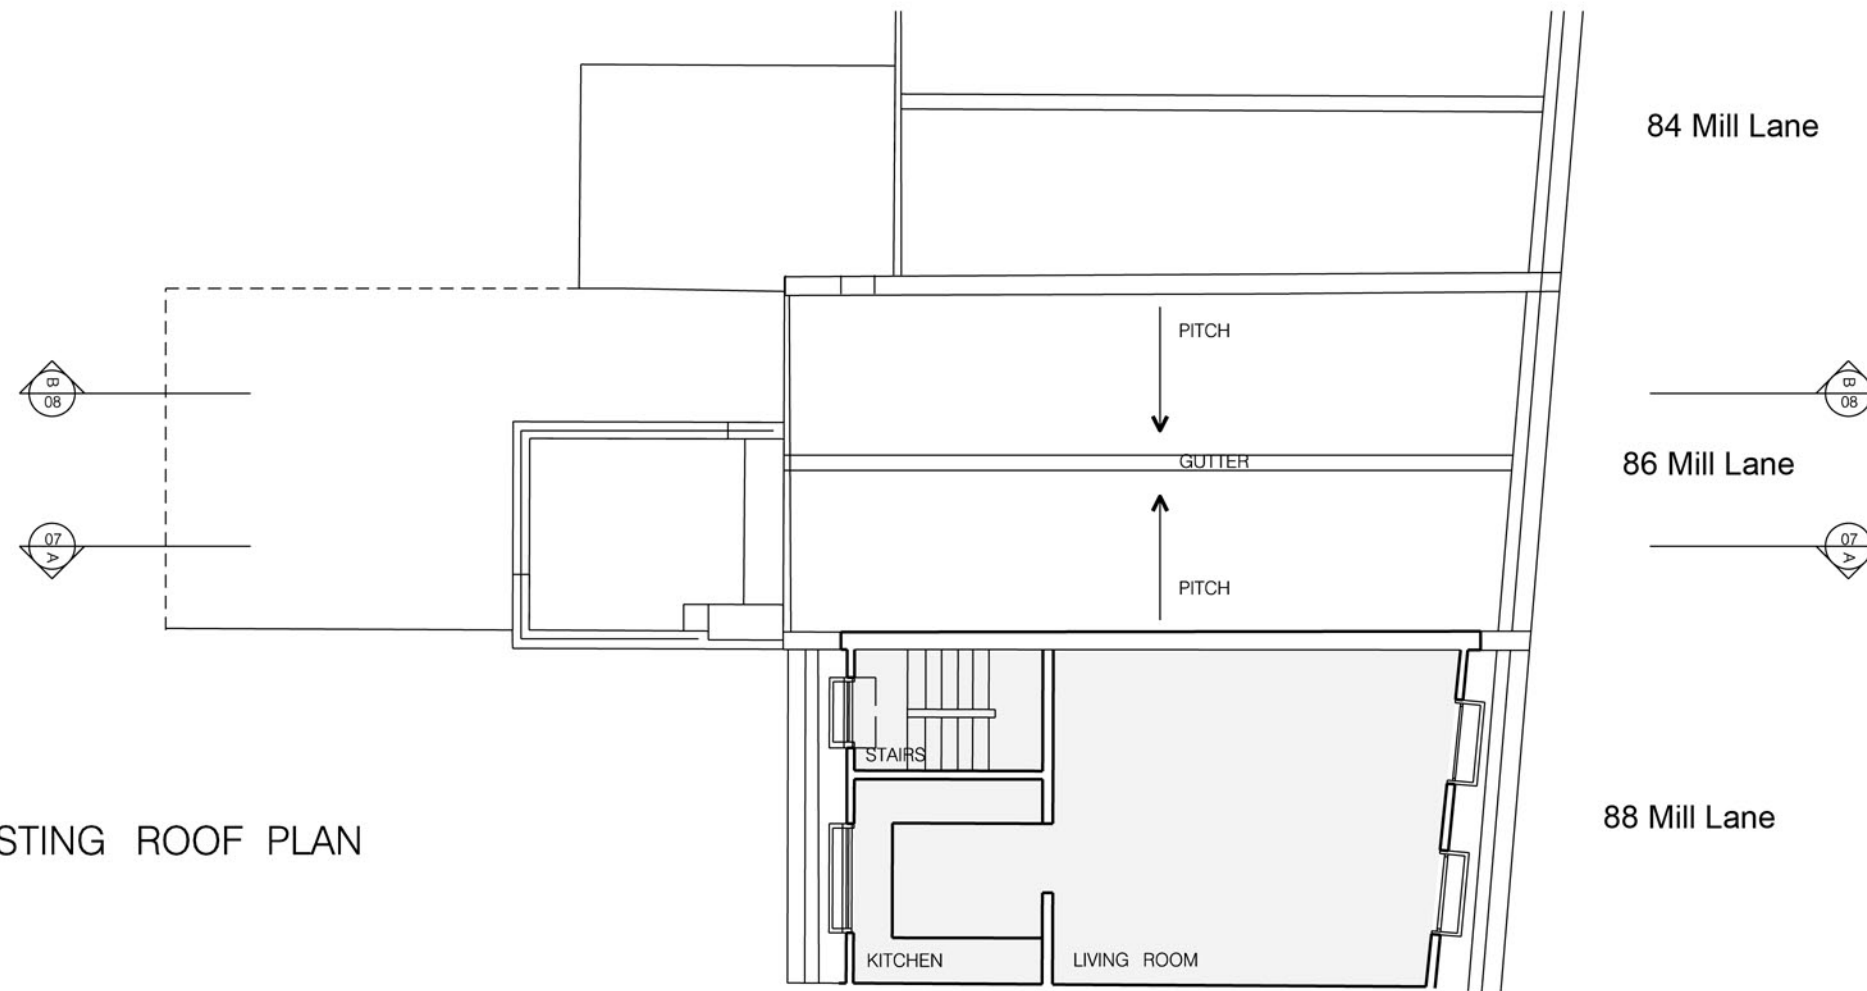 84 Mill Lane
PITCH
B
08
B
08
GUTTER
86 Mill Lane
07
A
07
A
PITCH
STAIRS
88 Mill Lane
STING ROOF PLAN
KITCHEN
LIVING ROOM